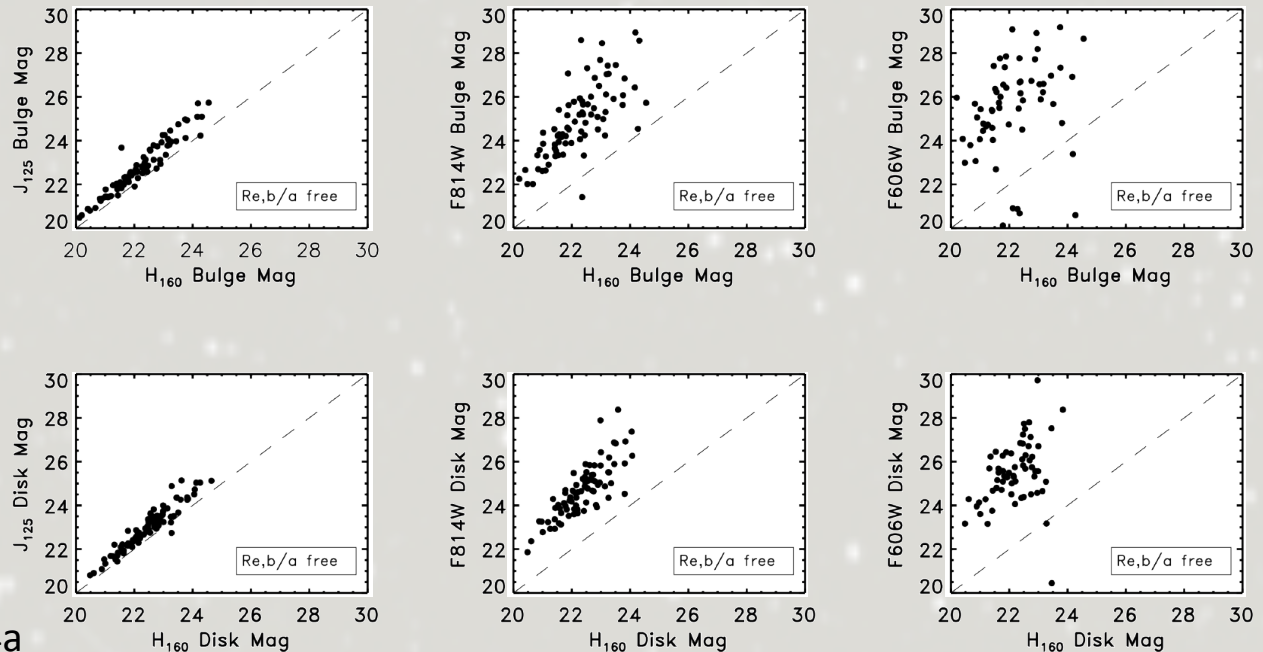 30
28
26
24
22
20
J125 Bulge Mag
Re,b/a free
20 22 24 26 28 30
H160 Bulge Mag
30
28
26
24
22
20
F814W Bulge Mag
Re,b/a free
20 22 24 26 28 30
H160 Bulge Mag
30
28
26
24
22
20
F606W Bulge Mag
Re,b/a free
20 22 24 26 28 30
H160 Bulge Mag
30
28
26
24
22
20
J125 Disk Mag
Re,b/a free
20 22 24 26 28 30
H160 Disk Mag
30
28
26
24
22
20
F814W Disk Mag
Re,b/a free
20 22 24 26 28 30
H160 Disk Mag
30
28
26
24
22
20
F606W Disk Mag
Re,b/a free
20 22 24 26 28 30
H160 Disk Mag